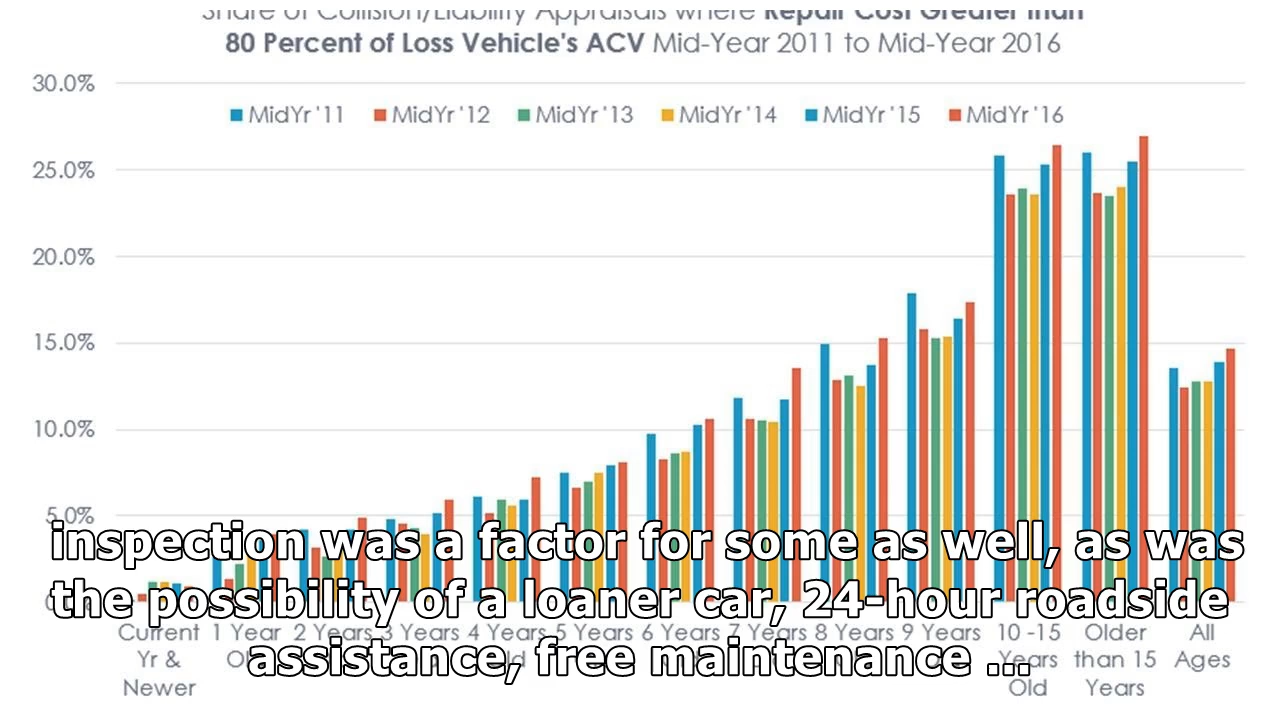 Share of Collision/Liability Appraisals where Repair Cost Greater than
80 Percent of Loss Vehicle's ACV Mid-Year 2011 to Mid-Year 2016
30.0%
MidYr '11 MidYr '12 MidYr '13 MidYr '14 MidYr '15 MidYr '16
25.0%
20.0%
15.0%
10.0%
5.0%
inspection was a factor for some as well, as was
the possibility of a loaner car, 24-hour roadside
assistance, free maintenance ...
Current 1 Year 2 Years 3 Years 4 Years 5 Years 6 Years 7 Years 8 Years 9 Years 10 -15 Older All
Yr & Years than 15 Ages
Newer Old Years